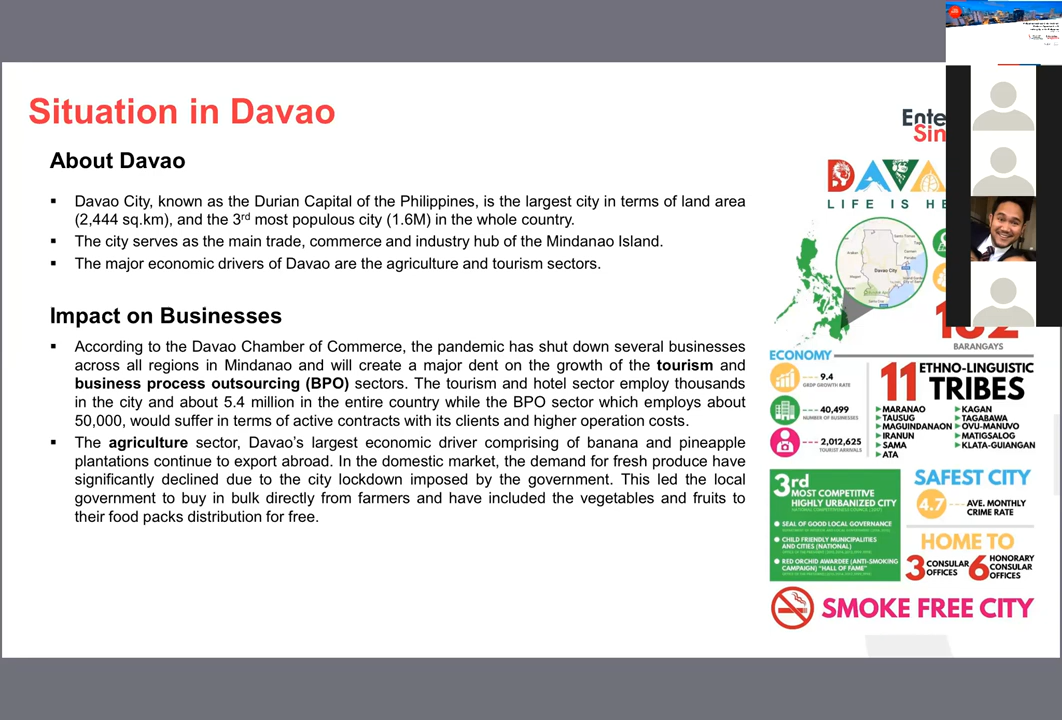 Situation in Davao
About Davao
▪ Davao City, known as the Durian Capital of the Philippines, is the largest city in terms of land area
(2,444 sq.km), and the 3rd most populous city (1.6M) in the whole country.
▪ The city serves as the main trade, commerce and industry hub of the Mindanao Island.
▪ The major economic drivers of Davao are the agriculture and tourism sectors.
Impact on Businesses
▪ According to the Davao Chamber of Commerce, the pandemic has shut down several businesses
across all regions in Mindanao and will create a major dent on the growth of the tourism and
business process outsourcing (BPO) sectors. The tourism and hotel sector employ thousands
in the city and about 5.4 million in the entire country while the BPO sector which employs about
50,000, would suffer in terms of active contracts with its clients and higher operation costs.
▪ The agriculture sector, Davao's largest economic driver comprising of banana and pineapple
plantations continue to export abroad. In the domestic market, the demand for fresh produce have
significantly declined due to the city lockdown imposed by the government. This led the local
government to buy in bulk directly from farmers and have included the vegetables and fruits to
their food packs distribution for free.
Ente
Sin
DAVA
LIFE IS HE
Davao City
182
BARANGAYS
ECONOMY
9.4
GRDP GROWTH RATE
40,499
NUMBER OF BUSINESSES
2,012,625
TOURIST ARRIVALS
11 ETHNO-LINGUISTIC
TRIBES
MARANAO
TAUSUG
MAGUINDANAON
IRANUN
SAMA
ATA
KAGAN
TAGABAWA
OVU-MANUVO
MATIGSALOG
KLATA-GUIANGAN
3rd
MOST COMPETITIVE
HIGHLY URBANIZED CITY
SEAL OF GOOD LOCAL GOVERNANCE
CHILD FRIENDLY MUNICIPALITIES
AND CITIES (NATIONAL)
RED ORCHID AWARDEE (ANTI-SMOKING
CAMPAIGN) "HALL OF FAME"
SAFEST CITY
4.7
AVE. MONTHLY
CRIME RATE
HOME TO
3 CONSULAR
OFFICES
6 HONORARY
CONSULAR
OFFICES
SMOKE FREE CITY